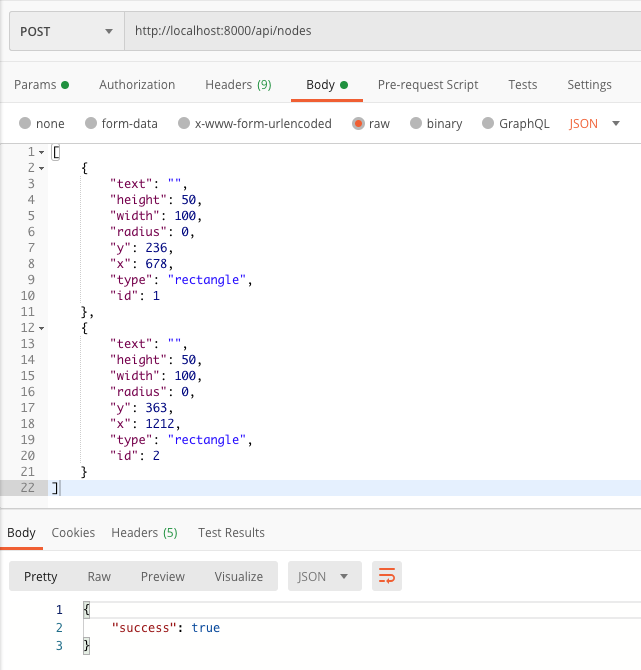 POST http://localhost:8000/api/nodes
Params Authorization Headers (9) Body Pre-request Script Tests Settings
none form-data x-www-form-urlencoded raw binary GraphQL JSON
1 [
2 {
3 "text": "",
4 "height": 50,
5 "width": 100,
6 "radius": 0,
7 "y": 236,
8 "x": 678,
9 "type": "rectangle",
10 "id": 1
11 },
12 {
13 "text": "",
14 "height": 50,
15 "width": 100,
16 "radius": 0,
17 "y": 363,
18 "x": 1212,
19 "type": "rectangle",
20 "id": 2
21 }
22 ]
Body Cookies Headers (5) Test Results
Pretty Raw Preview Visualize JSON
1 {
2 "success": true
3 }